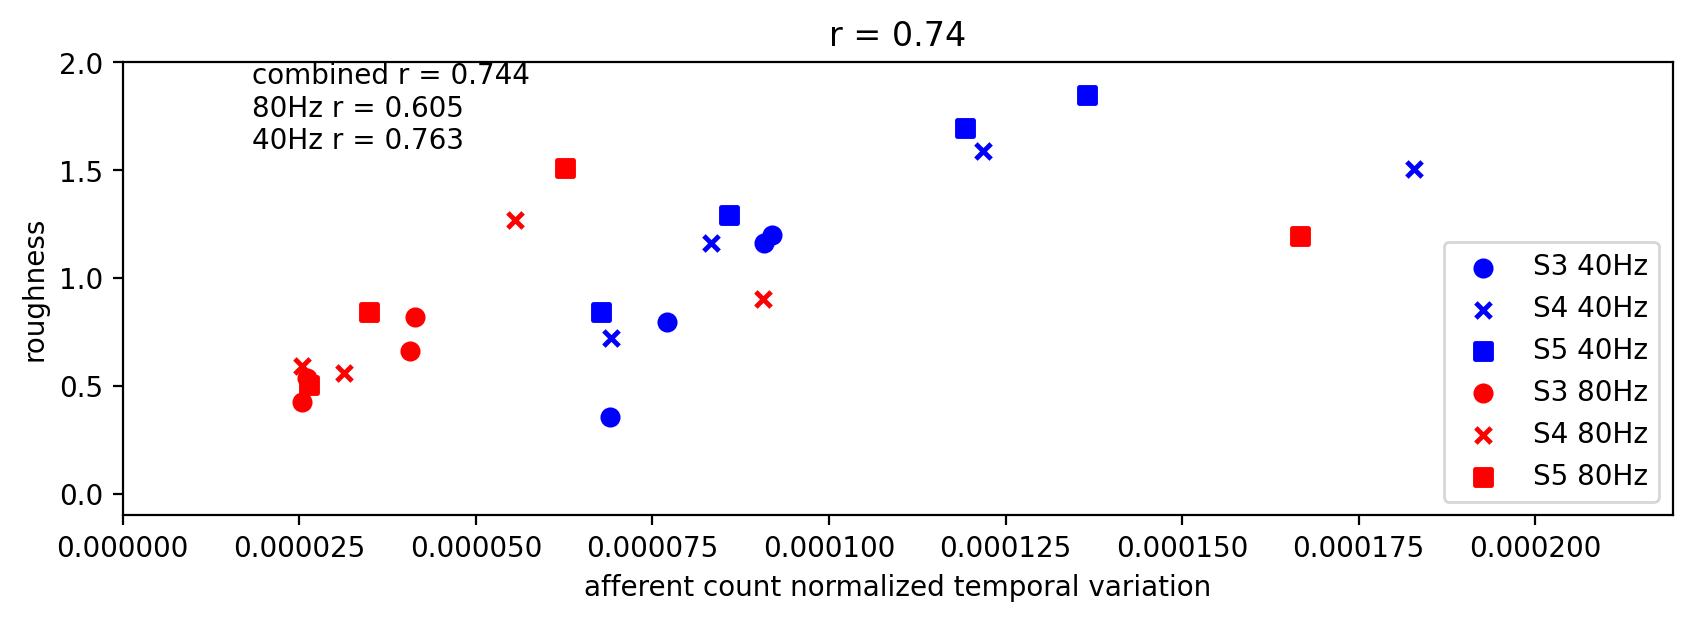 r = 0.74
combined r = 0.744
80Hz r = 0.605
40Hz r = 0.763
2.0
1.5
1.0
0.5
0.0
roughness
S3 40Hz
S4 40Hz
S5 40Hz
S3 80Hz
S4 80Hz
S5 80Hz
0.000000 0.000025 0.000050 0.000075 0.000100 0.000125 0.000150 0.000175 0.000200
afferent count normalized temporal variation